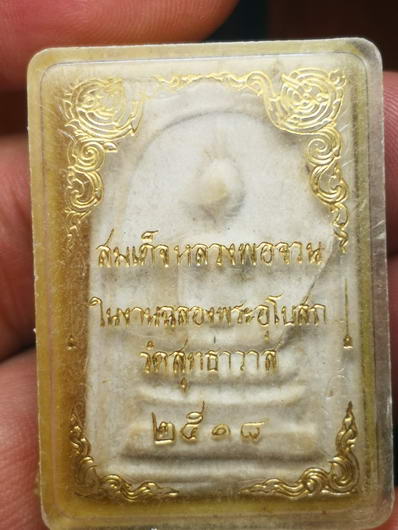 สมเด็จหลวงพ่อจวน
ในงานฉลองพระอุโบสถ
วัดสุทธาวาส
๒๕๑๘